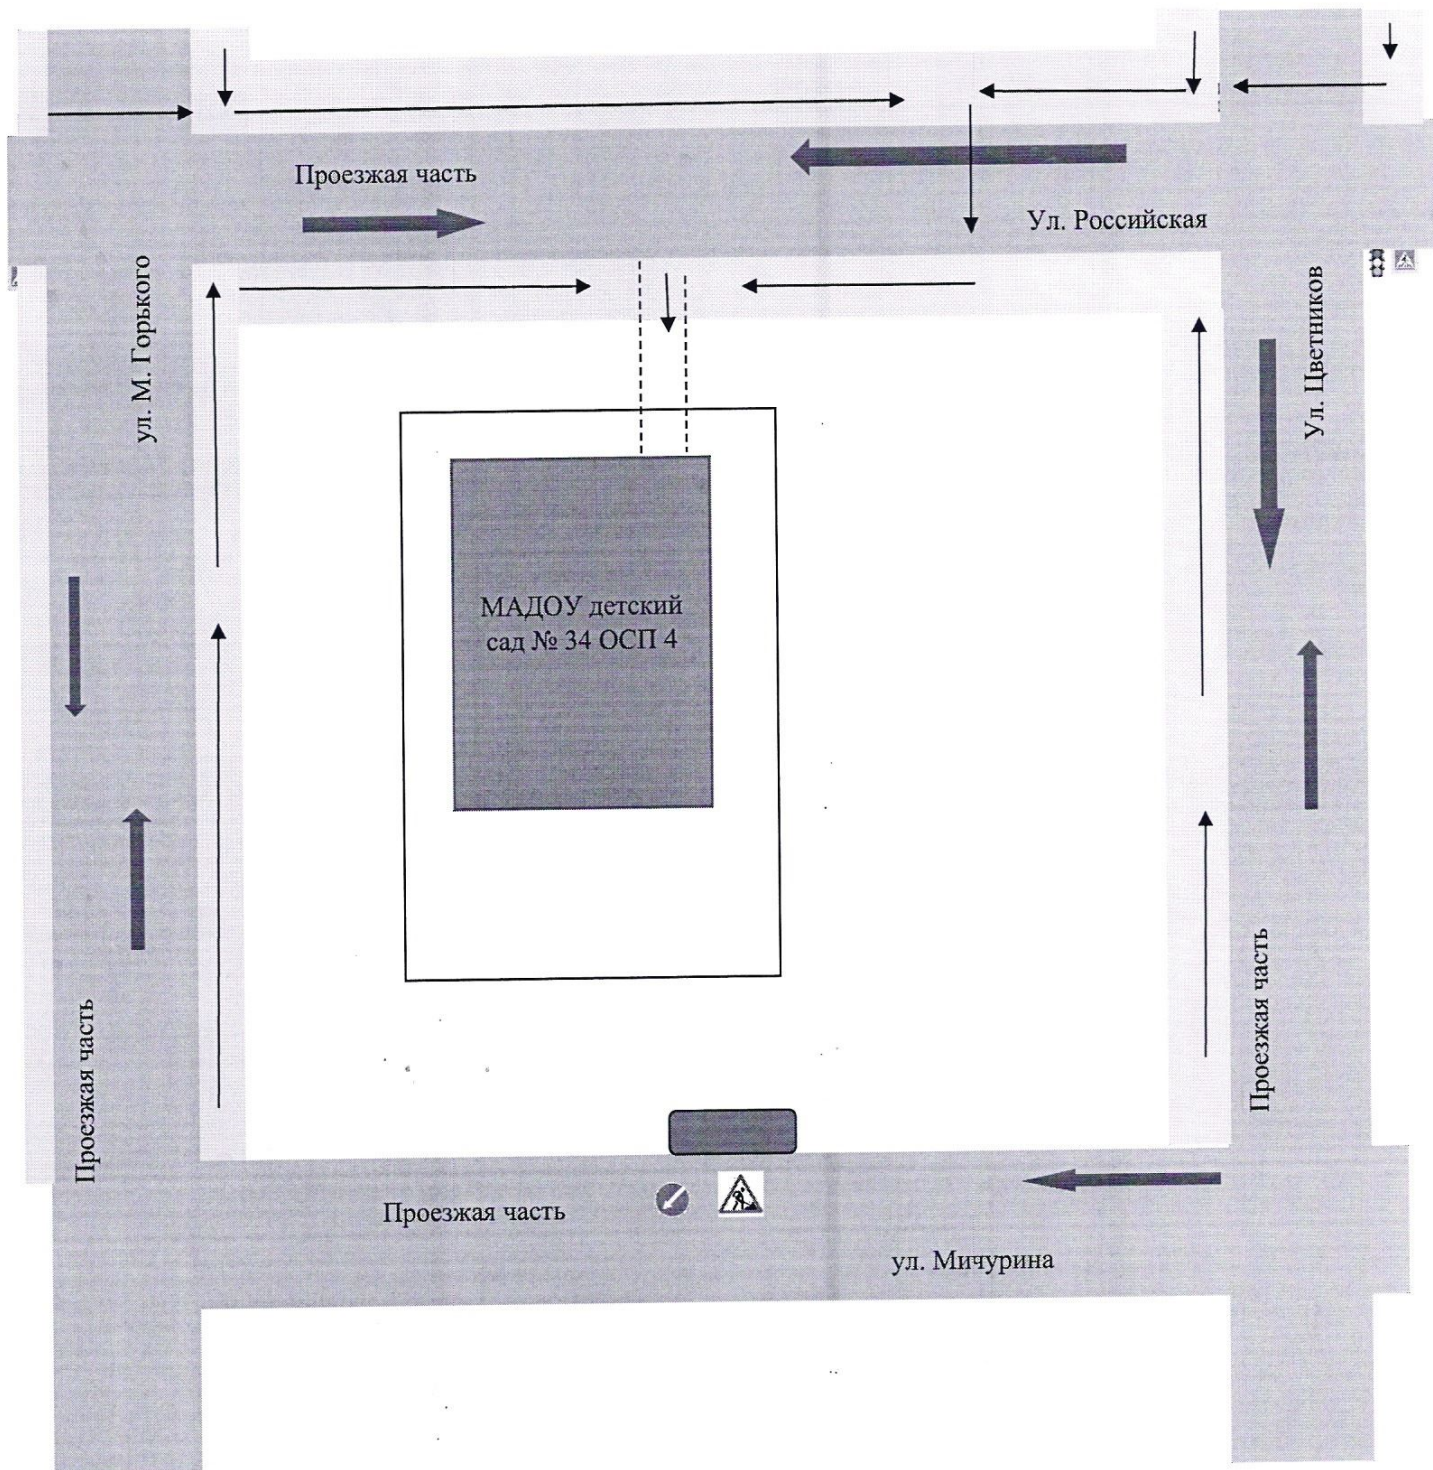 Проезжая часть
Ул. Российская
ул. М. Горького
Ул. Цветников
МАДОУ детский
сад № 34 ОСП 4
Проезжая часть
Проезжая часть
Проезжая часть
ул. Мичурина